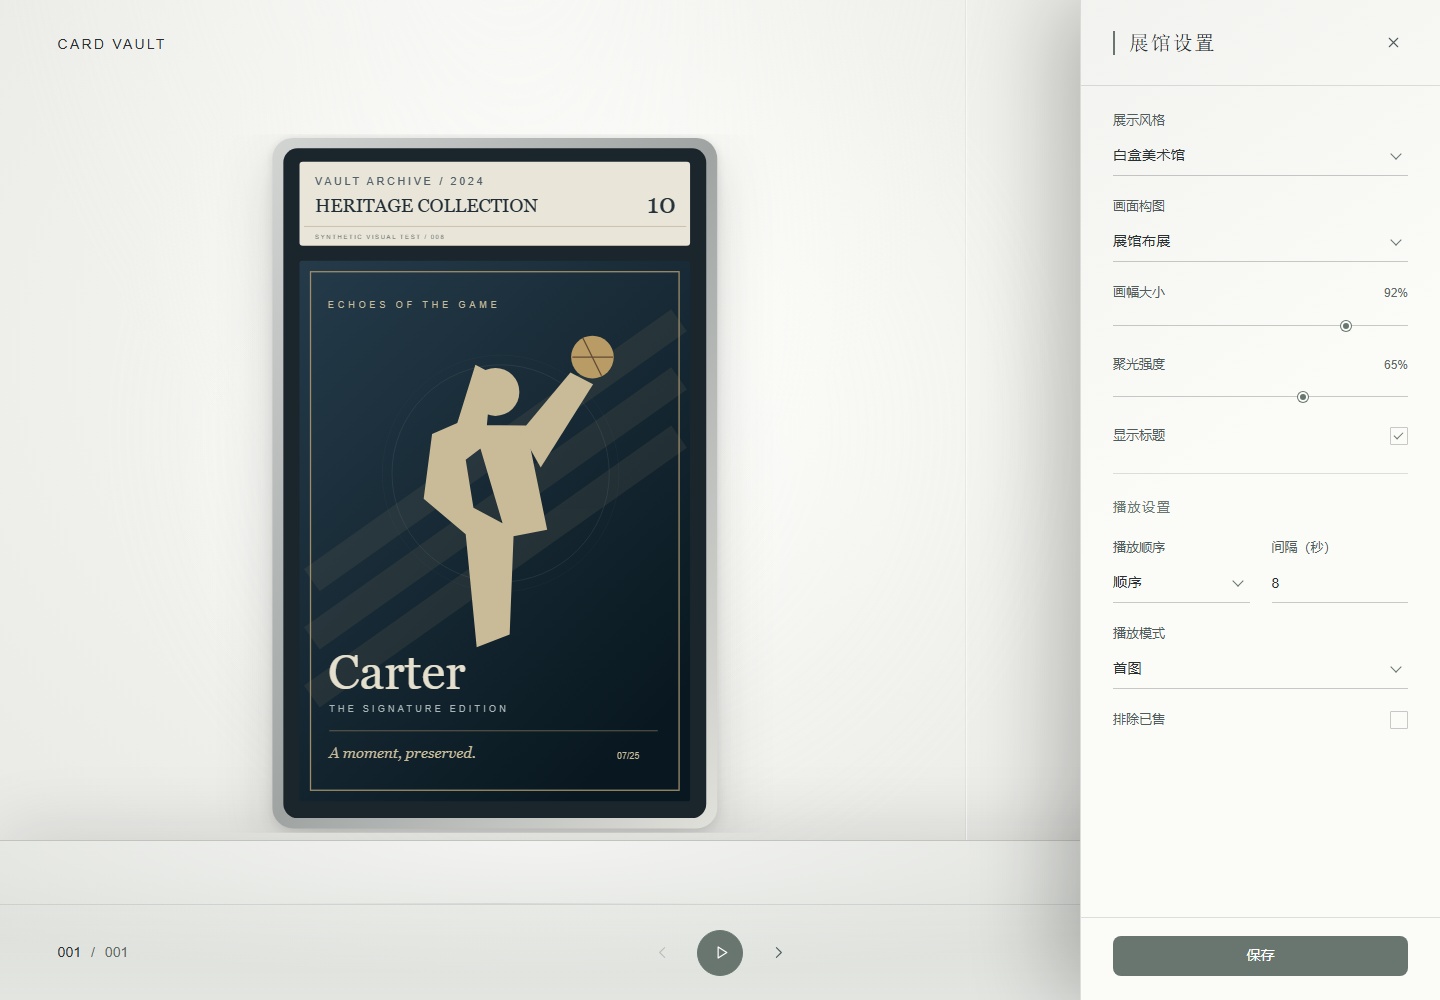 CARD VAULT
VAULT ARCHIVE / 2024
HERITAGE COLLECTION 10
SYNTHETIC VISUAL TEST / 008
ECHOES OF THE GAME
Carter
THE SIGNATURE EDITION
A moment, preserved. 07/25
001 / 001
展馆设置
展示风格
白盒美术馆
画面构图
展馆布展
画幅大小 92%
聚光强度 65%
显示标题
播放设置
播放顺序 间隔（秒）
顺序 8
播放模式
首图
排除已售
保存